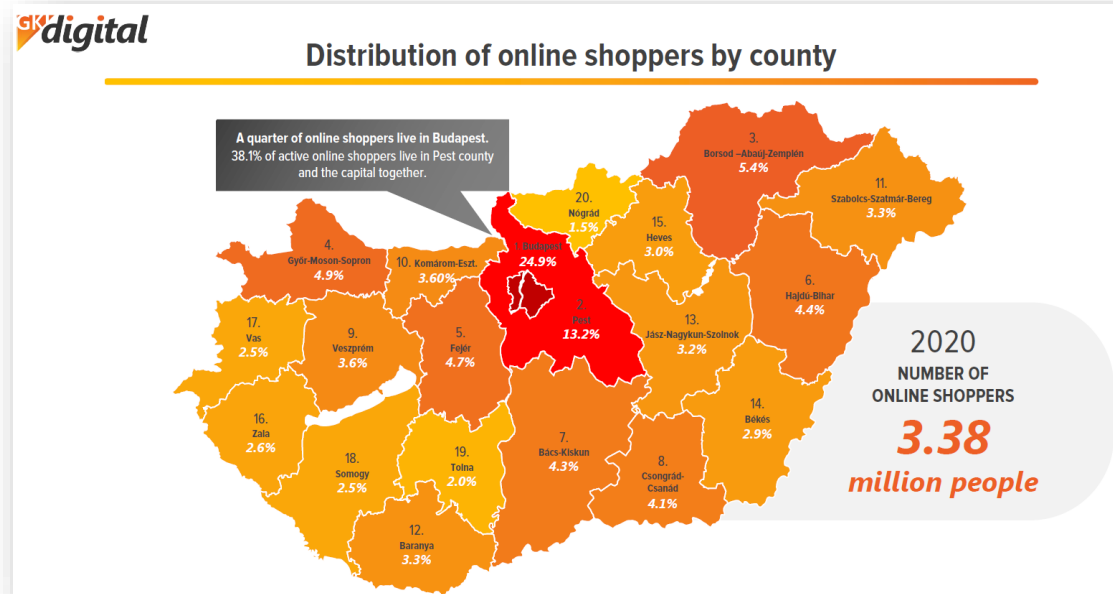 GKI digital
Distribution of online shoppers by county
A quarter of online shoppers live in Budapest.
38.1% of active online shoppers live in Pest county
and the capital together.
3.
Borsod –Abaúj-Zemplén
5.4%
11.
Szabolcs-Szatmár-Bereg
3.3%
20.
Nógrád
1.5%
15.
Heves
3.0%
4.
Győr-Moson-Sopron
4.9%
10. Komárom-Eszt.
3.60%
1. Budapest
24.9%
6.
Hajdú-Bihar
4.4%
2.
Pest
13.2%
17.
Vas
2.5%
9.
Veszprém
3.6%
5.
Fejér
4.7%
13.
Jász-Nagykun-Szolnok
3.2%
16.
Zala
2.6%
18.
Somogy
2.5%
19.
Tolna
2.0%
7.
Bács-Kiskun
4.3%
8.
Csongrád-
Csanád
4.1%
14.
Békés
2.9%
12.
Baranya
3.3%
2020
NUMBER OF
ONLINE SHOPPERS
3.38
million people